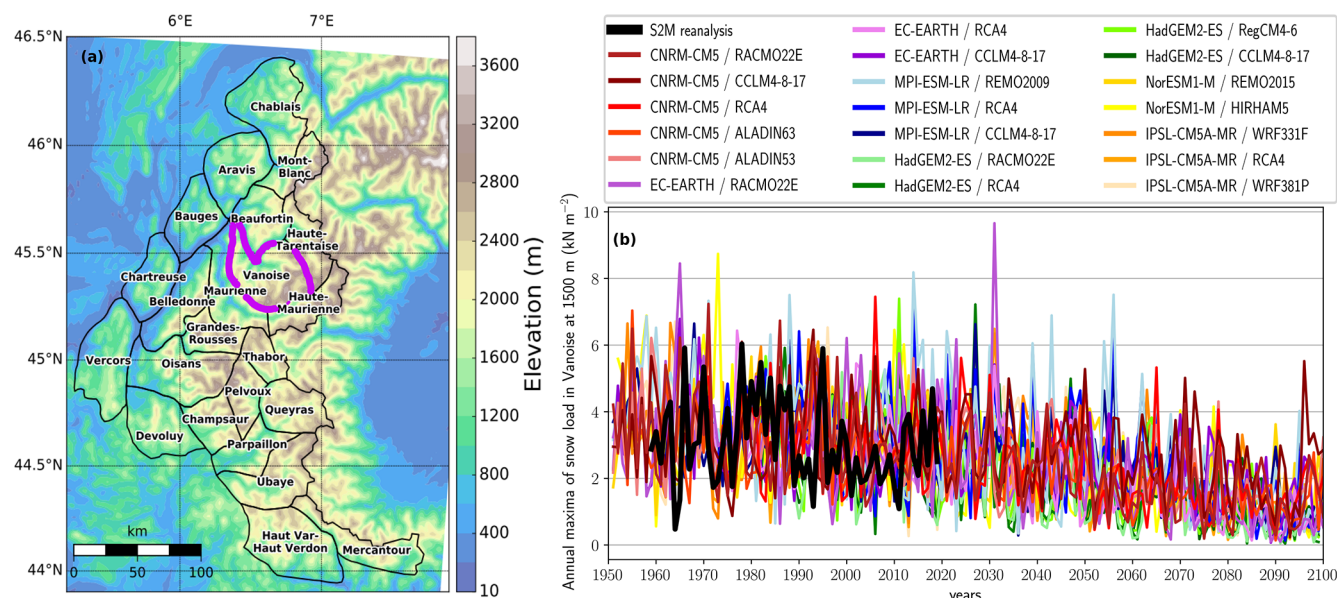 6°E
7°E
46.5°N
46°N
45.5°N
45°N
44.5°N
44°N
(a)
Chablais
Mont-
Blanc
Aravis
Bauges
Beaufortin
Haute-
Tarentaise
Chartreuse
Vanoise
Maurienne
Belledonne
Haute-
Maurienne
Grandes-
Rousses
Vercors
Oisans
Thabor
Pelvoux
Champsaur
Queyras
Devoluy
Parpaillon
Ubaye
Haut Var-
Haut Verdon
Mercantour
km
0
50
100
3600
3200
2800
2400
2000
1600
1200
800
400
10
Elevation (m)
S2M reanalysis
CNRM-CM5 / RACMO22E
CNRM-CM5 / CCLM4-8-17
CNRM-CM5 / RCA4
CNRM-CM5 / ALADIN63
CNRM-CM5 / ALADIN53
EC-EARTH / RACMO22E
EC-EARTH / RCA4
EC-EARTH / CCLM4-8-17
MPI-ESM-LR / REMO2009
MPI-ESM-LR / RCA4
MPI-ESM-LR / CCLM4-8-17
HadGEM2-ES / RACMO22E
HadGEM2-ES / RCA4
HadGEM2-ES / RegCM4-6
HadGEM2-ES / CCLM4-8-17
NorESM1-M / REMO2015
NorESM1-M / HIRHAM5
IPSL-CM5A-MR / WRF331F
IPSL-CM5A-MR / RCA4
IPSL-CM5A-MR / WRF381P
Annual maxima of snow load in Vanoise at 1500 m (kN m⁻²)
(b)
10
8
6
4
2
0
1950
1960
1970
1980
1990
2000
2010
2020
2030
2040
2050
2060
2070
2080
2090
2100
years